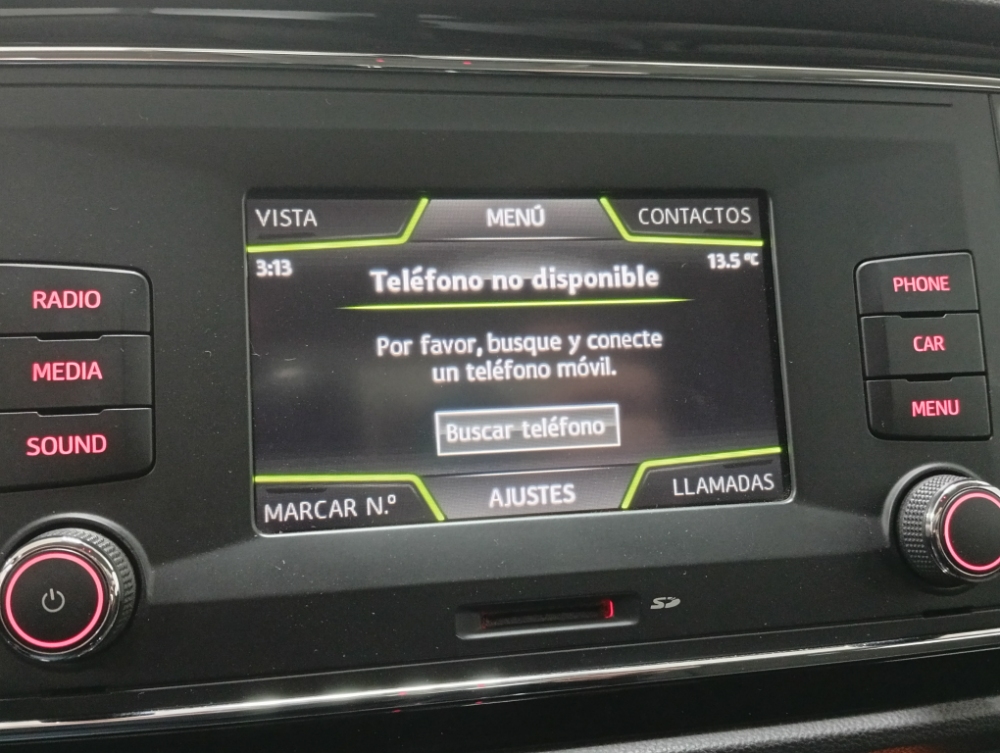 VISTA
MENÚ
CONTACTOS
3:13
13.5 ℃
Teléfono no disponible
Por favor, busque y conecte
un teléfono móvil.
Buscar teléfono
MARCAR N.º
AJUSTES
LLAMADAS
RADIO
MEDIA
SOUND
PHONE
CAR
MENU
SD